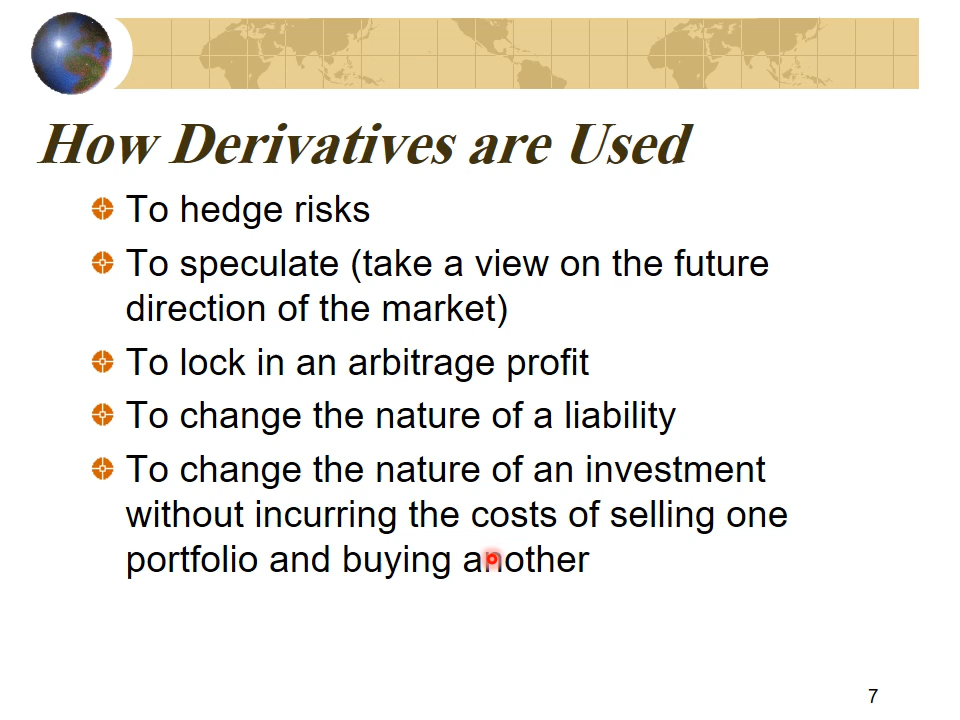 How Derivatives are Used
To hedge risks
To speculate (take a view on the future
direction of the market)
To lock in an arbitrage profit
To change the nature of a liability
To change the nature of an investment
without incurring the costs of selling one
portfolio and buying another
7